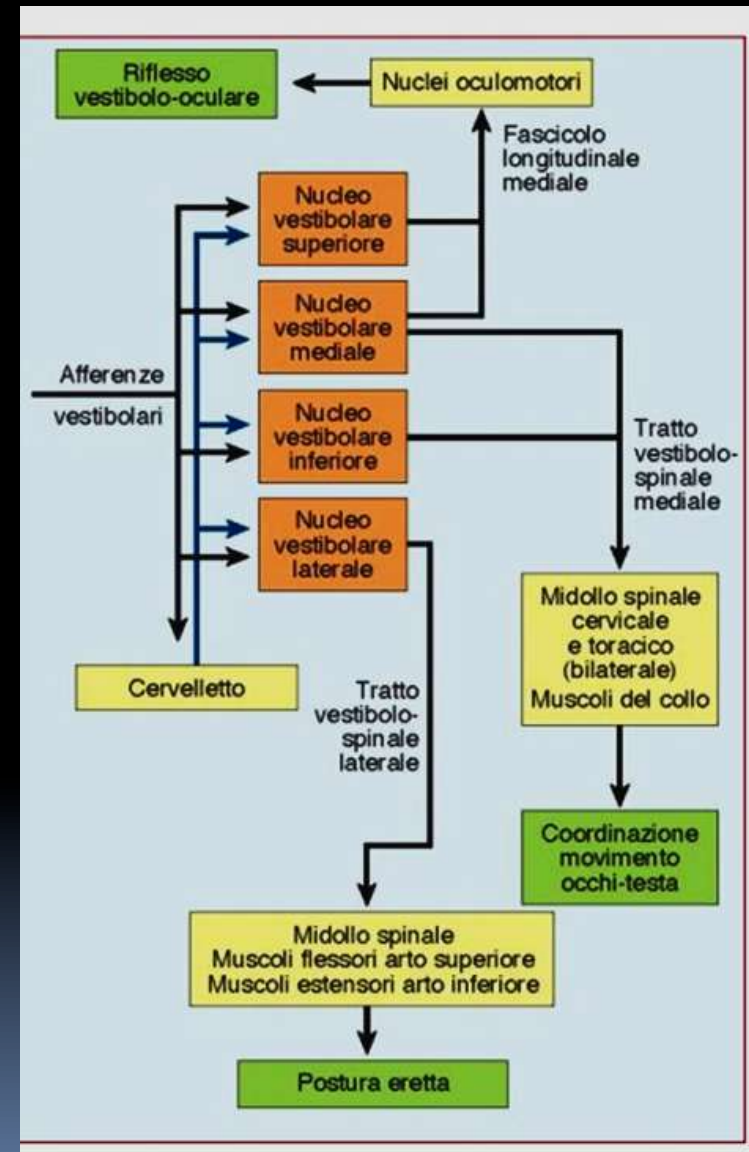 Riflesso
vestibolo-oculare
Nuclei oculomotori
Fascicolo
longitudinale
mediale
Nucleo
vestibolare
superiore
Nucleo
vestibolare
mediale
Afferenze
vestibolari
Nucleo
vestibolare
inferiore
Tratto
vestibolo-
spinale
mediale
Nucleo
vestibolare
laterale
Midollo spinale
cervicale
e toracico
(bilaterale)
Muscoli del collo
Cervelletto
Tratto
vestibolo-
spinale
laterale
Coordinazione
movimento
occhi-testa
Midollo spinale
Muscoli flessori arto superiore
Muscoli estensori arto inferiore
Postura eretta